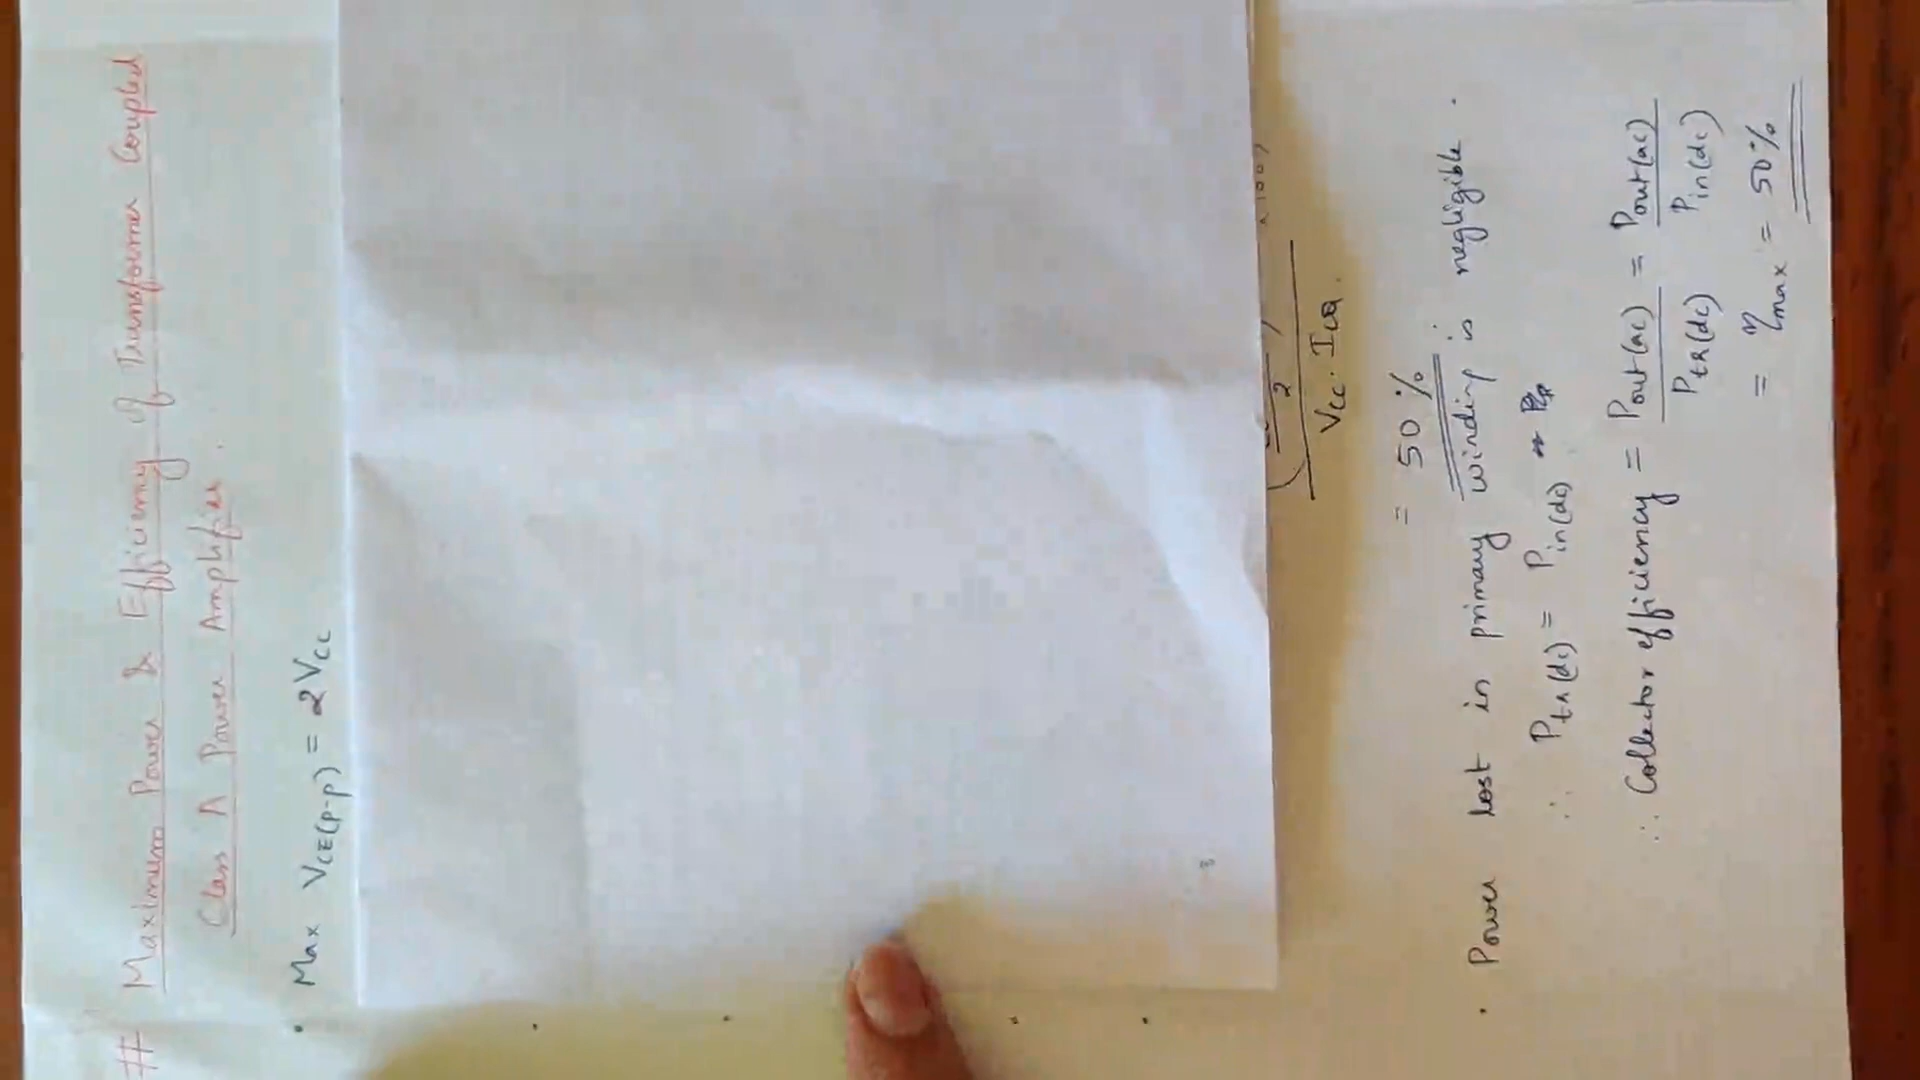 # Maximum Power & Efficiency of Transformer Coupled
Class A Power Amplifier.
• Max VCE(p-p) = 2VCC
2
VCC · ICQ.
= 50%
• Power lost in primary winding is negligible.
∴ Ptr(dc) = Pin(dc)
∴ Collector efficiency = Pout(ac) / Ptr(dc) = Pout(ac) / Pin(dc)
= ηmax = 50%